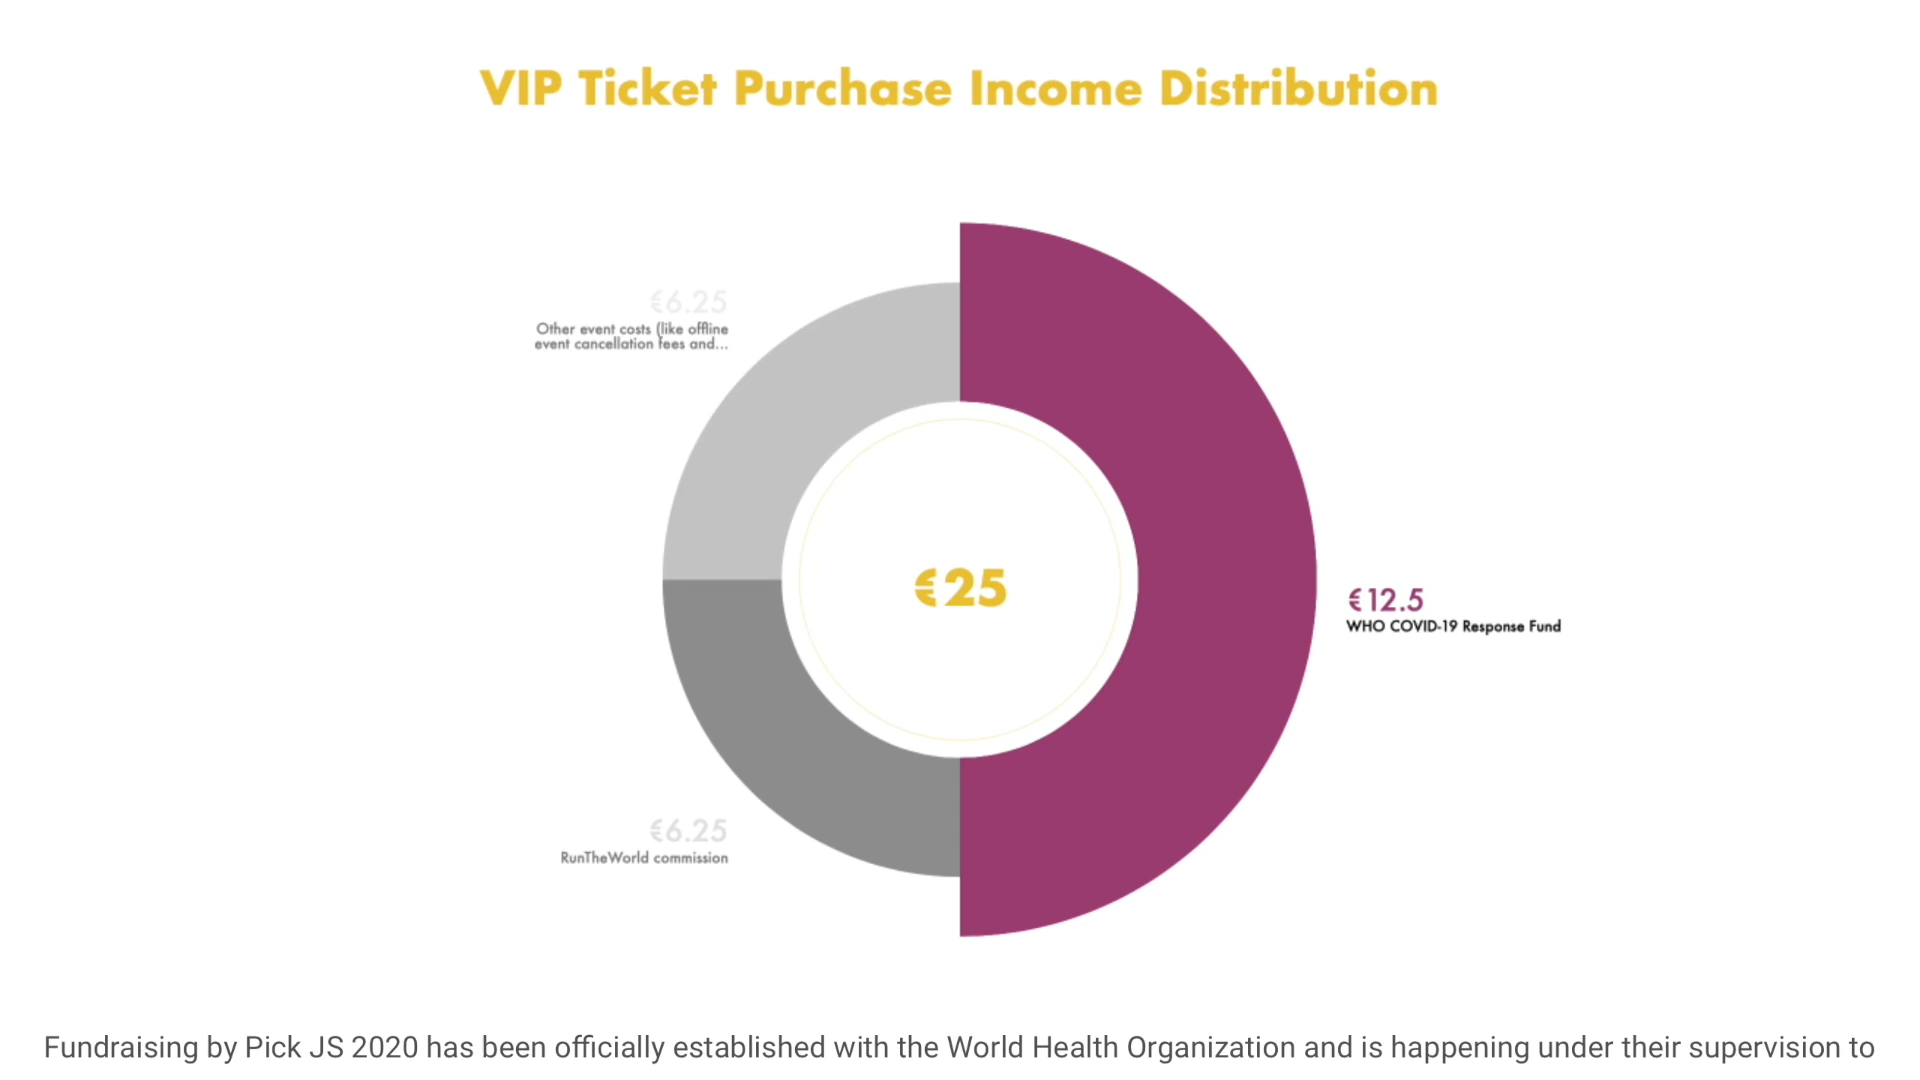 VIP Ticket Purchase Income Distribution
€6.25
Other event costs (like offline
event cancellation fees and...
€25
€12.5
WHO COVID-19 Response Fund
€6.25
RunTheWorld commission
Fundraising by Pick JS 2020 has been officially established with the World Health Organization and is happening under their supervision to